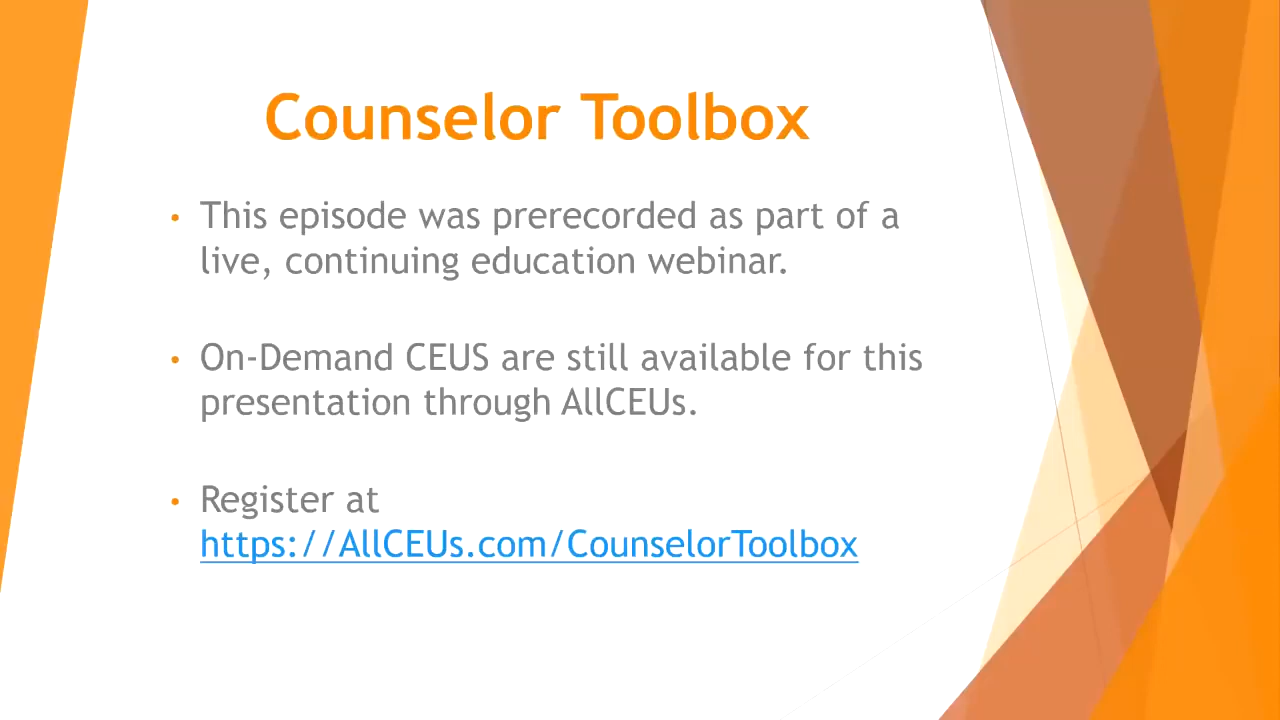 Counselor Toolbox
• This episode was prerecorded as part of a
live, continuing education webinar.
• On-Demand CEUS are still available for this
presentation through AllCEUs.
• Register at
https://AllCEUs.com/CounselorToolbox